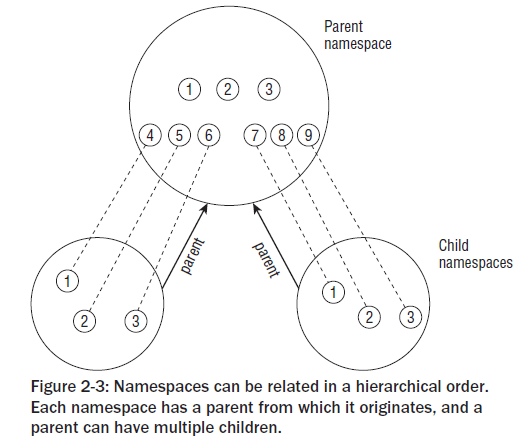 Parent
namespace
1 2 3
4 5 6 7 8 9
parent
parent
Child
namespaces
1
2 3
1
2 3
Figure 2-3: Namespaces can be related in a hierarchical order.
Each namespace has a parent from which it originates, and a
parent can have multiple children.